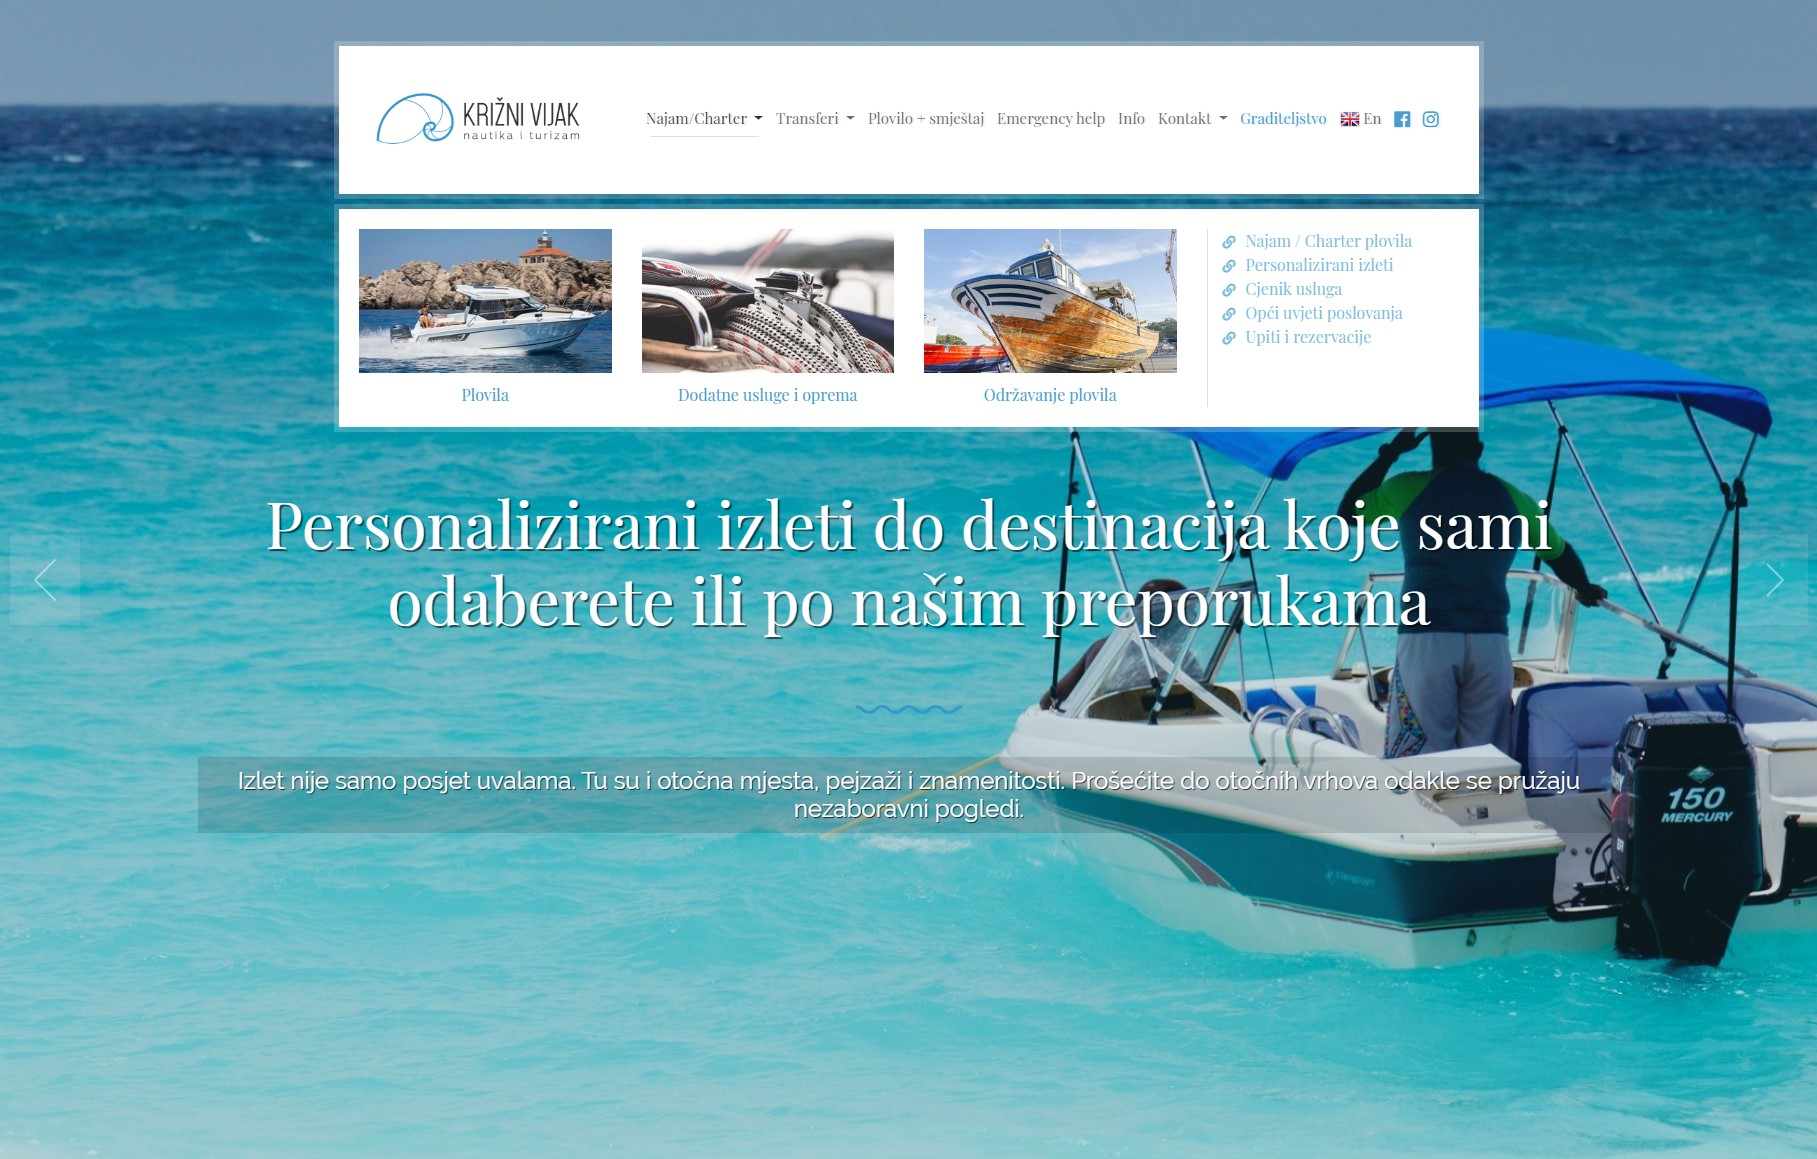 KRIŽNI VIJAK
nautika i turizam
Najam/Charter
Transferi
Plovilo + smještaj
Emergency help
Info
Kontakt
Graditeljstvo
En
Plovila
Dodatne usluge i oprema
Održavanje plovila
Najam / Charter plovila
Personalizirani izleti
Cjenik usluga
Opći uvjeti poslovanja
Upiti i rezervacije
Personalizirani izleti do destinacija koje sami
odaberete ili po našim preporukama
Izlet nije samo posjet uvalama. Tu su i otočna mjesta, pejzaži i znamenitosti. Prošećite do otočnih vrhova odakle se pružaju
nezaboravni pogledi.
150
MERCURY